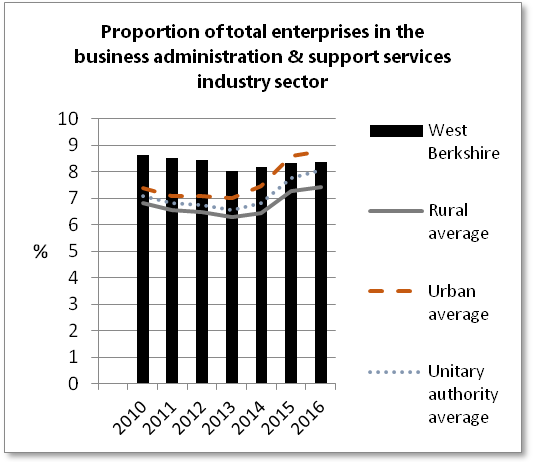 Proportion of total enterprises in the
business administration & support services
industry sector
10
9
8
7
6
5
4
3
2
1
0
%
2010
2011
2012
2013
2014
2015
2016
West
Berkshire
Rural
average
Urban
average
Unitary
authority
average